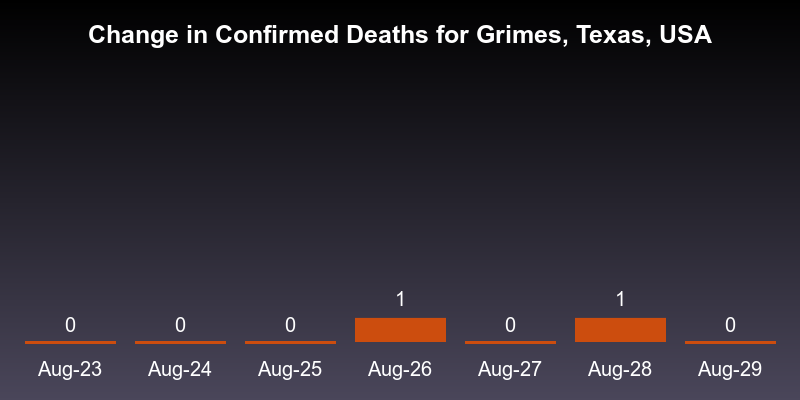 Change in Confirmed Deaths for Grimes, Texas, USA
0 0 0 1 0 1 0
Aug-23 Aug-24 Aug-25 Aug-26 Aug-27 Aug-28 Aug-29